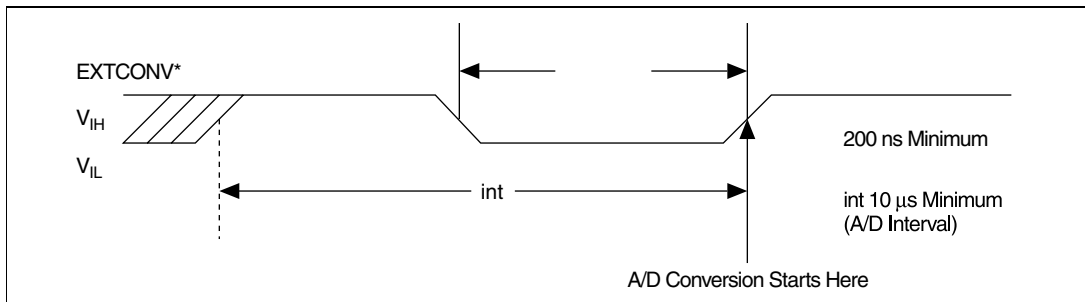 EXTCONV*
V_IH
V_IL
200 ns Minimum
int
int 10 µs Minimum
(A/D Interval)
A/D Conversion Starts Here